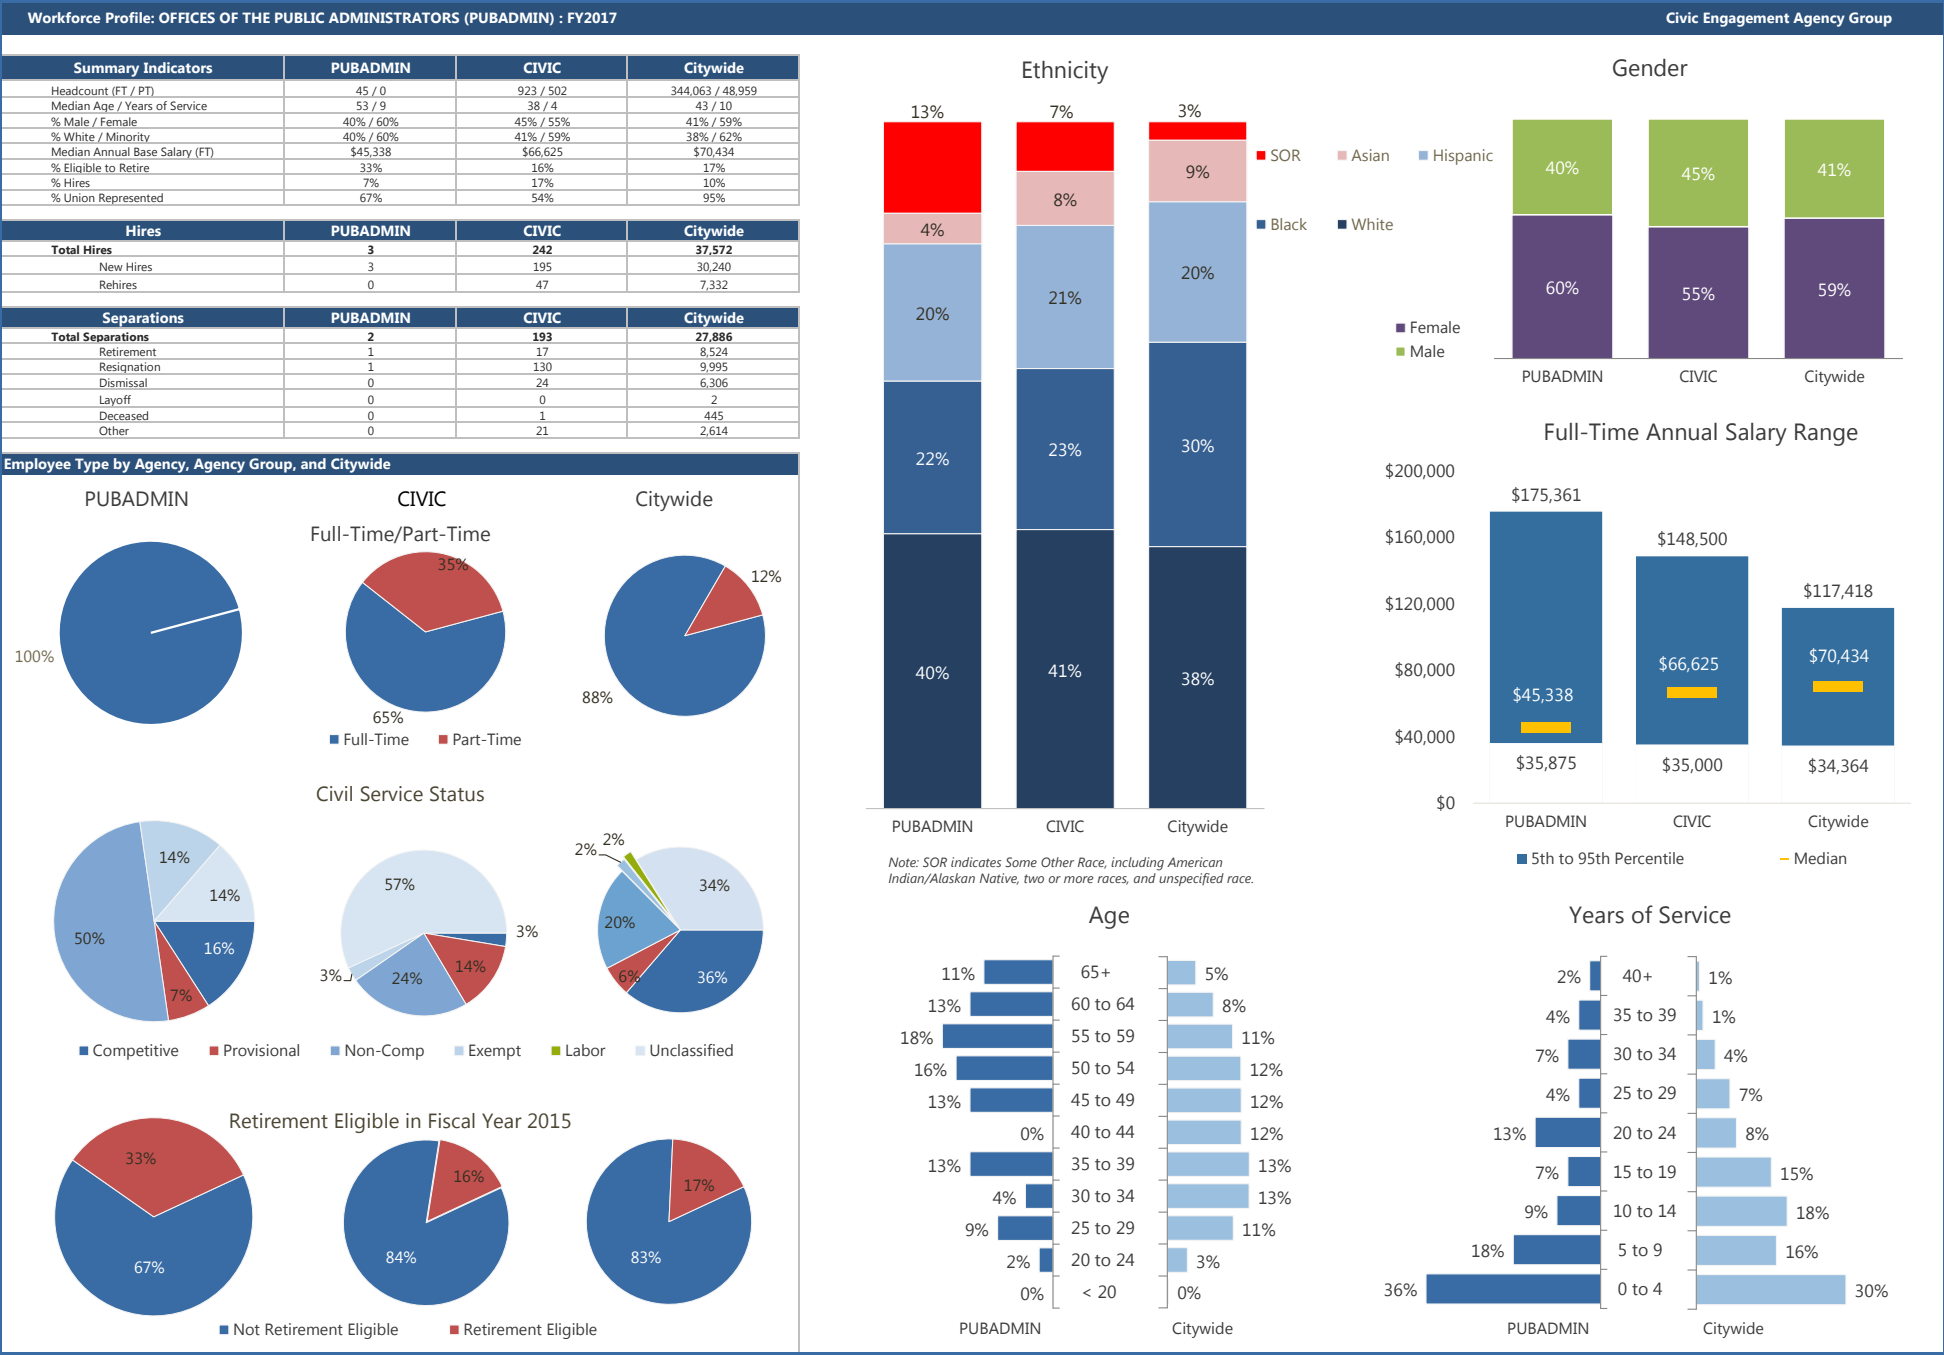 Workforce Profile: OFFICES OF THE PUBLIC ADMINISTRATORS (PUBADMIN) : FY2017
Civic Engagement Agency Group
Summary Indicators PUBADMIN CIVIC Citywide
Headcount (FT / PT) 45 / 0 923 / 502 344,063 / 48,959
Median Age / Years of Service 53 / 9 38 / 4 43 / 10
% Male / Female 40% / 60% 45% / 55% 41% / 59%
% White / Minority 40% / 60% 41% / 59% 38% / 62%
Median Annual Base Salary (FT) $45,338 $66,625 $70,434
% Eligible to Retire 33% 16% 17%
% Hires 7% 17% 10%
% Union Represented 67% 54% 95%
Hires PUBADMIN CIVIC Citywide
Total Hires 3 242 37,572
New Hires 3 195 30,240
Rehires 0 47 7,332
Separations PUBADMIN CIVIC Citywide
Total Separations 2 193 27,886
Retirement 1 17 8,524
Resignation 1 130 9,995
Dismissal 0 24 6,306
Layoff 0 0 2
Deceased 0 1 445
Other 0 21 2,614
Employee Type by Agency, Agency Group, and Citywide
PUBADMIN CIVIC Citywide
Full-Time/Part-Time
35%
12%
100%
88%
65%
Full-Time Part-Time
Civil Service Status
14%
14%
50%
16%
7%
57%
3%
3%
24%
14%
2%
2%
34%
20%
6%
36%
Competitive Provisional Non-Comp Exempt Labor Unclassified
Retirement Eligible in Fiscal Year 2015
33%
67%
16%
84%
17%
83%
Not Retirement Eligible Retirement Eligible
Ethnicity
13% 7% 3%
4% 8% 9%
20% 21% 20%
22% 23% 30%
40% 41% 38%
PUBADMIN CIVIC Citywide
SOR Asian Hispanic
Black White
Note: SOR indicates Some Other Race, including American
Indian/Alaskan Native, two or more races, and unspecified race.
Gender
40% 45% 41%
60% 55% 59%
Female
Male
PUBADMIN CIVIC Citywide
Full-Time Annual Salary Range
$200,000
$160,000
$120,000
$80,000
$40,000
$0
$175,361
$148,500
$117,418
$45,338
$66,625
$70,434
$35,875
$35,000
$34,364
PUBADMIN CIVIC Citywide
5th to 95th Percentile Median
Age
11% 65+ 5%
13% 60 to 64 8%
18% 55 to 59 11%
16% 50 to 54 12%
13% 45 to 49 12%
0% 40 to 44 12%
13% 35 to 39 13%
4% 30 to 34 13%
9% 25 to 29 11%
2% 20 to 24 3%
0% < 20 0%
PUBADMIN Citywide
Years of Service
2% 40+ 1%
4% 35 to 39 1%
7% 30 to 34 4%
4% 25 to 29 7%
13% 20 to 24 8%
7% 15 to 19 15%
9% 10 to 14 18%
18% 5 to 9 16%
36% 0 to 4 30%
PUBADMIN Citywide